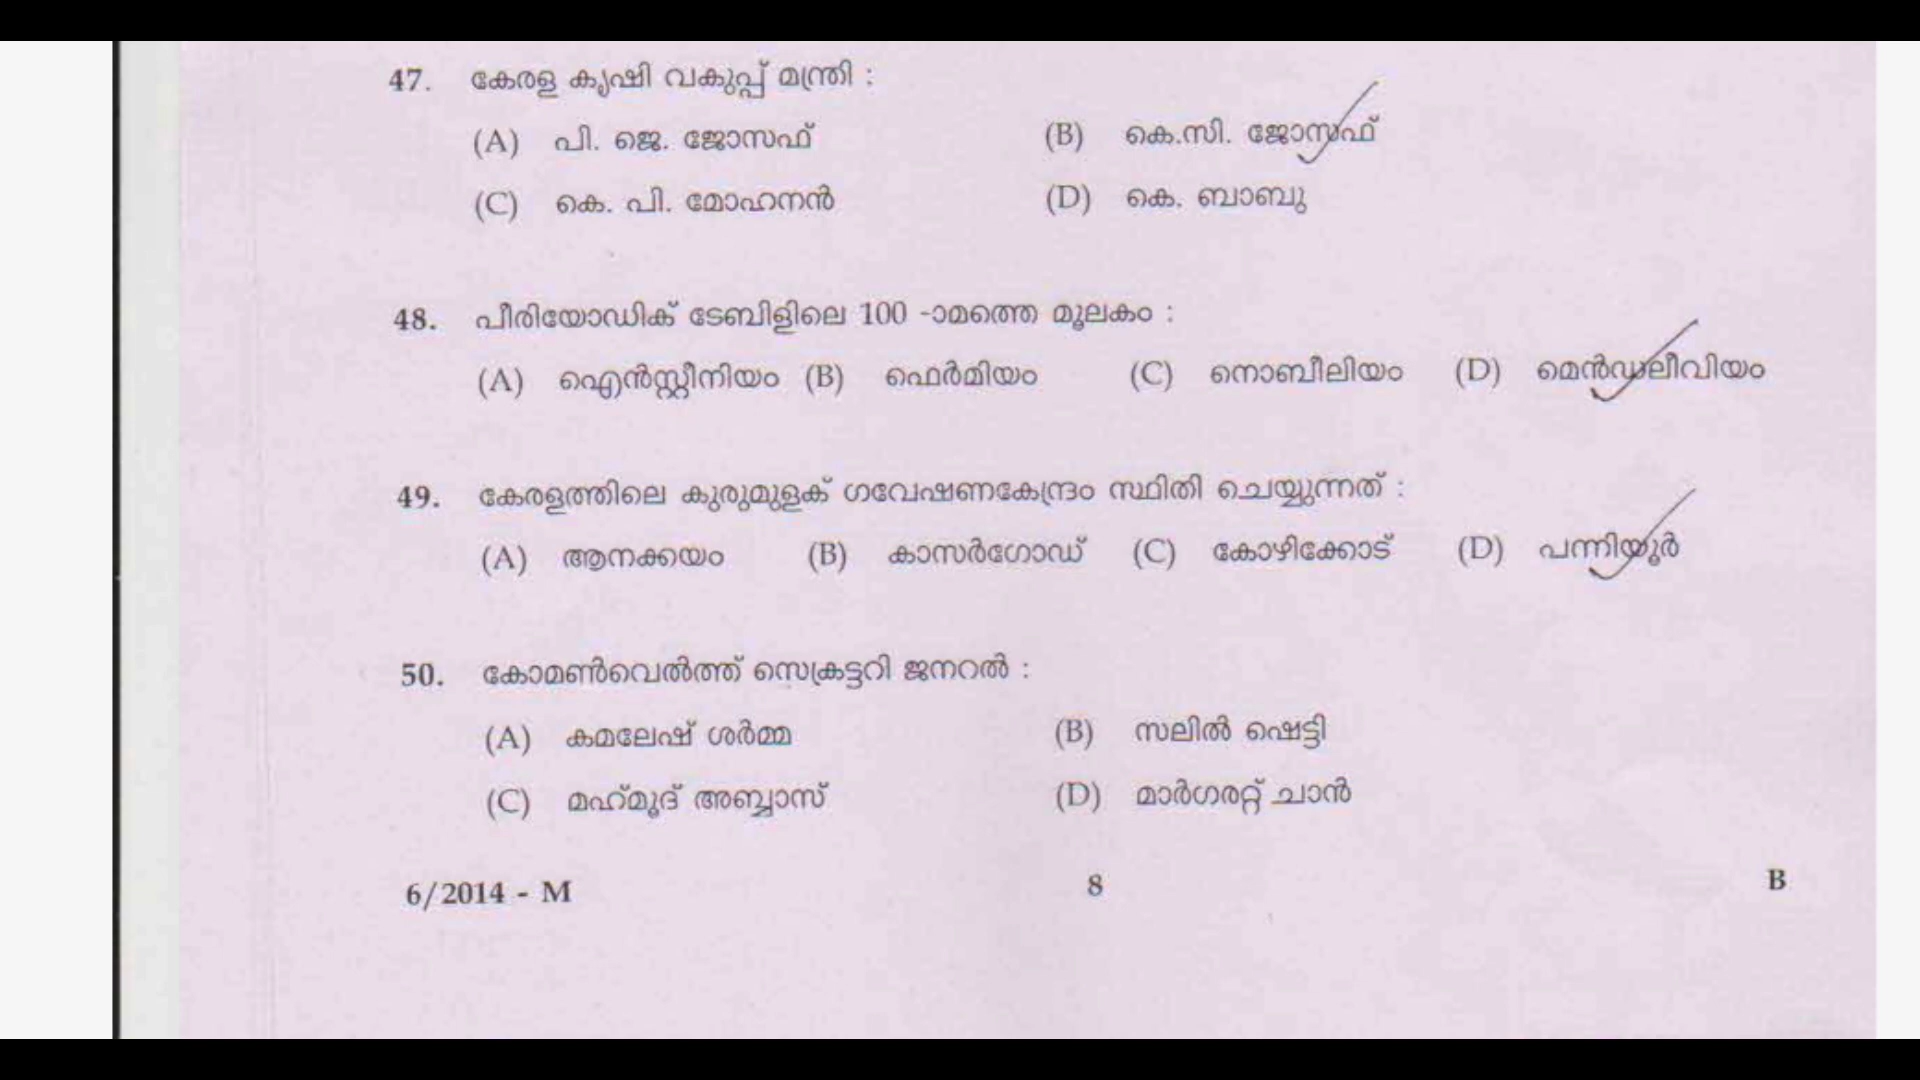 47. കേരള കൃഷി വകുപ്പ് മന്ത്രി :
(A) പി. ജെ. ജോസഫ് (B) കെ.സി. ജോസഫ്
(C) കെ. പി. മോഹനൻ (D) കെ. ബാബു
48. പീരിയോഡിക് ടേബിളിലെ 100 -ാമത്തെ മൂലകം :
(A) ഐൻസ്റ്റീനിയം (B) ഫെർമിയം (C) നൊബീലിയം (D) മെൻഡലീവിയം
49. കേരളത്തിലെ കുരുമുളക് ഗവേഷണകേന്ദ്രം സ്ഥിതി ചെയ്യുന്നത് :
(A) ആനക്കയം (B) കാസർഗോഡ് (C) കോഴിക്കോട് (D) പന്നിയൂർ
50. കോമൺവെൽത്ത് സെക്രട്ടറി ജനറൽ :
(A) കമലേഷ് ശർമ്മ (B) സലിൽ ഷെട്ടി
(C) മഹ്മൂദ് അബ്ബാസ് (D) മാർഗരറ്റ് ചാൻ
6/2014 - M 8 B